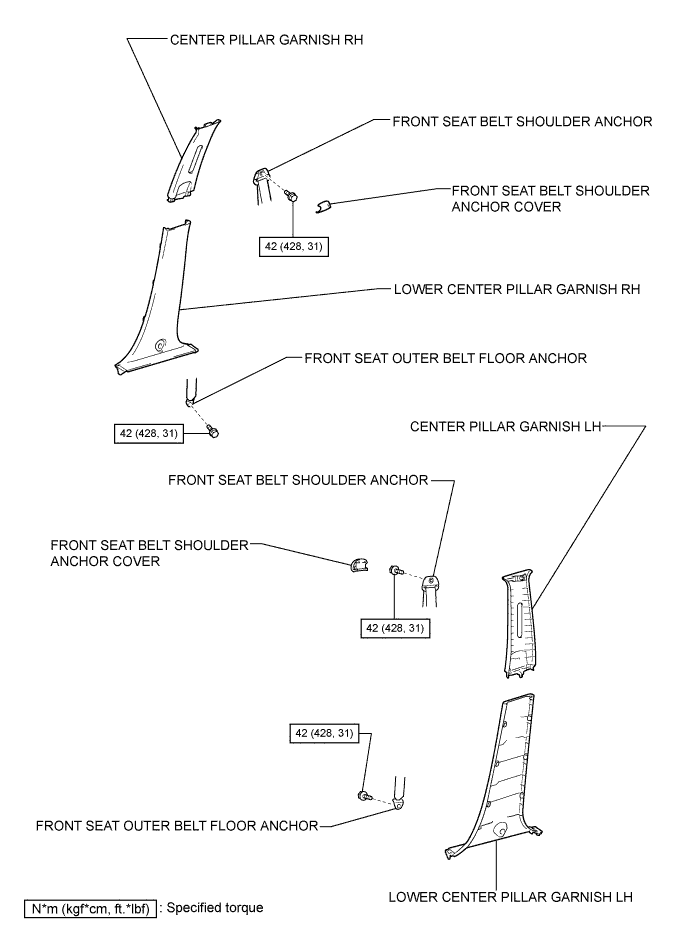 CENTER PILLAR GARNISH RH
FRONT SEAT BELT SHOULDER ANCHOR
FRONT SEAT BELT SHOULDER
ANCHOR COVER
42 (428, 31)
LOWER CENTER PILLAR GARNISH RH
FRONT SEAT OUTER BELT FLOOR ANCHOR
42 (428, 31)
CENTER PILLAR GARNISH LH
FRONT SEAT BELT SHOULDER ANCHOR
FRONT SEAT BELT SHOULDER
ANCHOR COVER
42 (428, 31)
42 (428, 31)
FRONT SEAT OUTER BELT FLOOR ANCHOR
LOWER CENTER PILLAR GARNISH LH
N*m (kgf*cm, ft.*lbf) : Specified torque